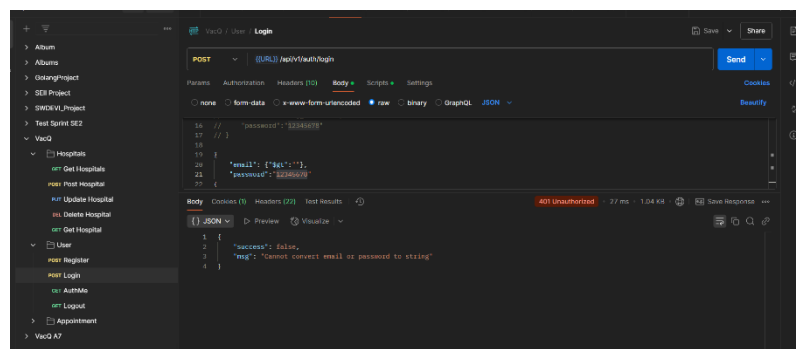 Album
Albums
GolangProject
SEII Project
SWDEVI_Project
Test Sprint SE2
VacQ
Hospitals
GET Get Hospitals
POST Post Hospital
PUT Update Hospital
DEL Delete Hospital
GET Get Hospital
User
POST Register
POST Login
GET AuthMe
GET Logout
Appointment
VacQ A7
VacQ / User / Login
Save
Share
POST
{{URL}} /api/v1/auth/login
Send
Params Authorization Headers (10) Body Scripts Settings
Cookies
none form-data x-www-form-urlencoded raw binary GraphQL JSON
Beautify
16 // "password":"12345678"
17 // }
18
19 {
20 "email": {"$gt":""},
21 "password":"12345678"
22
Body Cookies (1) Headers (22) Test Results
401 Unauthorized 27 ms 1.04 KB Save Response
{} JSON Preview Visualize
1 {
2 "success": false,
3 "msg": "Cannot convert email or password to string"
4 }